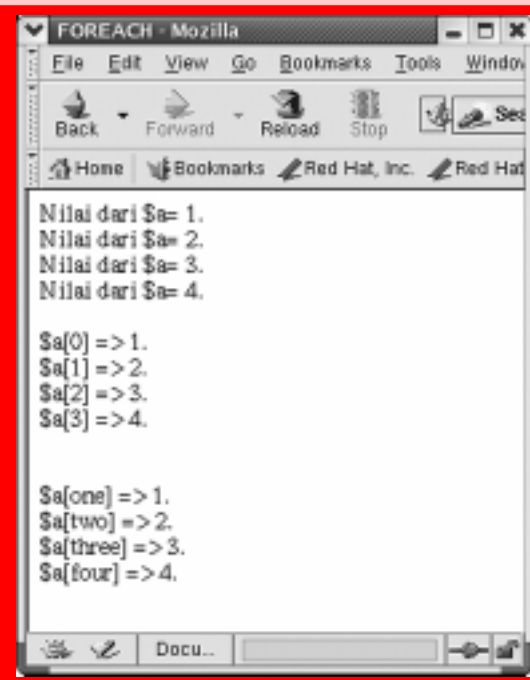 FOREACH - Mozilla
File Edit View Go Bookmarks Tools Window
Back Forward Reload Stop Sea
Home Bookmarks Red Hat, Inc. Red Hat
Nilai dari $a= 1.
Nilai dari $a= 2.
Nilai dari $a= 3.
Nilai dari $a= 4.
$a[0] => 1.
$a[1] => 2.
$a[2] => 3.
$a[3] => 4.
$a[one] => 1.
$a[two] => 2.
$a[three] => 3.
$a[four] => 4.
Docu...